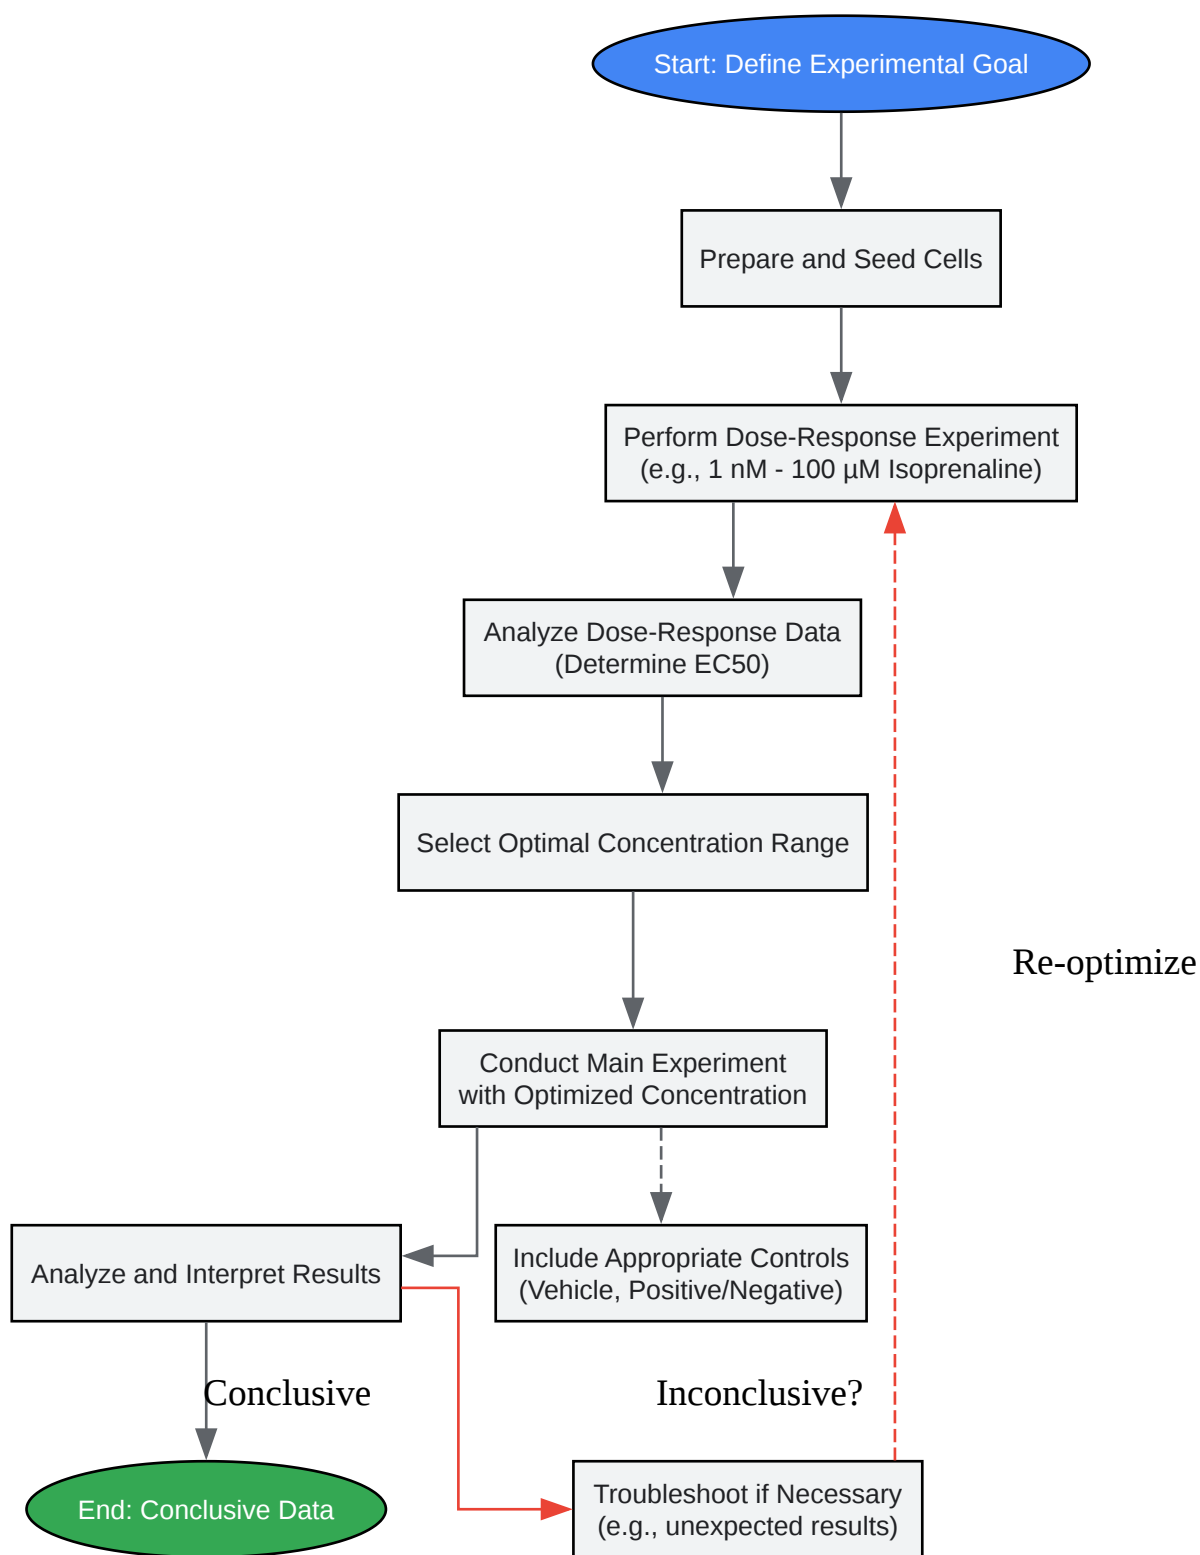 Start: Define Experimental Goal
Prepare and Seed Cells
Perform Dose-Response Experiment
(e.g., 1 nM - 100 µM Isoprenaline)
Analyze Dose-Response Data
(Determine EC50)
Select Optimal Concentration Range
Re-optimize
Conduct Main Experiment
with Optimized Concentration
Analyze and Interpret Results
Include Appropriate Controls
(Vehicle, Positive/Negative)
Conclusive
Inconclusive?
End: Conclusive Data
Troubleshoot if Necessary
(e.g., unexpected results)